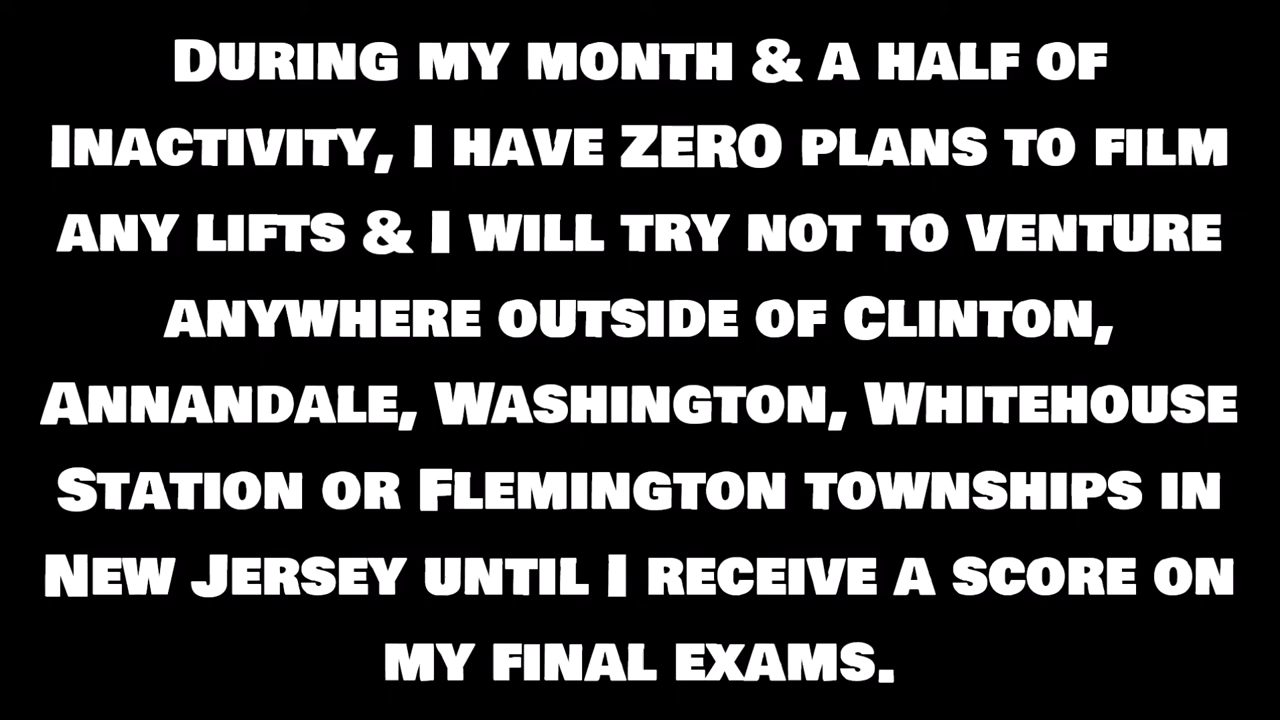 During my month & a half of
Inactivity, I have ZERO plans to film
any lifts & I will try not to venture
anywhere outside of Clinton,
Annandale, Washington, Whitehouse
Station or Flemington townships in
New Jersey until I receive a score on
my final exams.